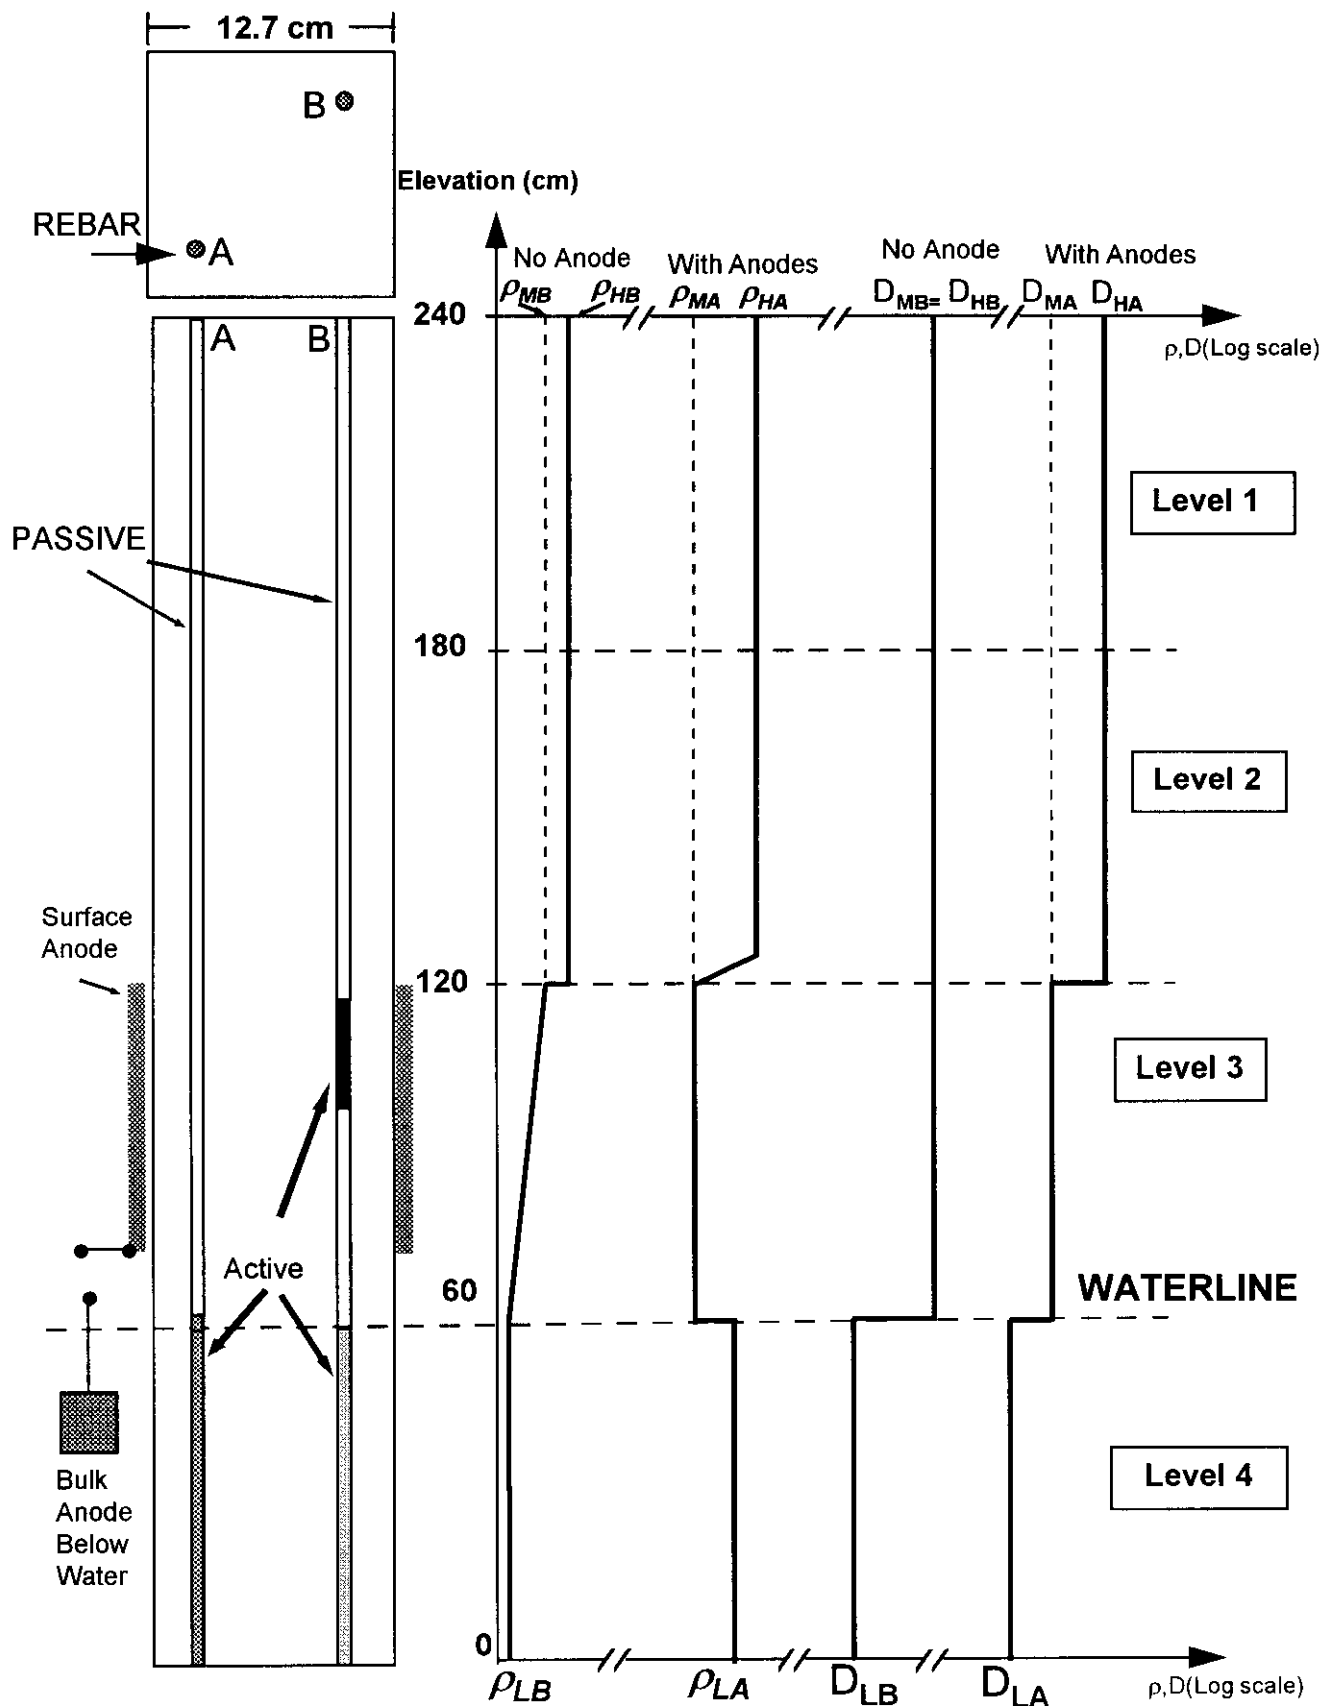 12.7 cm
B
Elevation (cm)
REBAR
A
No Anode
With Anodes
No Anode
With Anodes
ρMB
ρHB
ρMA
ρHA
DMB= DHB
DMA
DHA
240
A
B
ρ,D(Log scale)
Level 1
PASSIVE
180
Level 2
Surface
Anode
120
Level 3
Active
60
WATERLINE
Bulk
Anode
Below
Water
Level 4
0
ρLB
ρLA
DLB
DLA
ρ,D(Log scale)